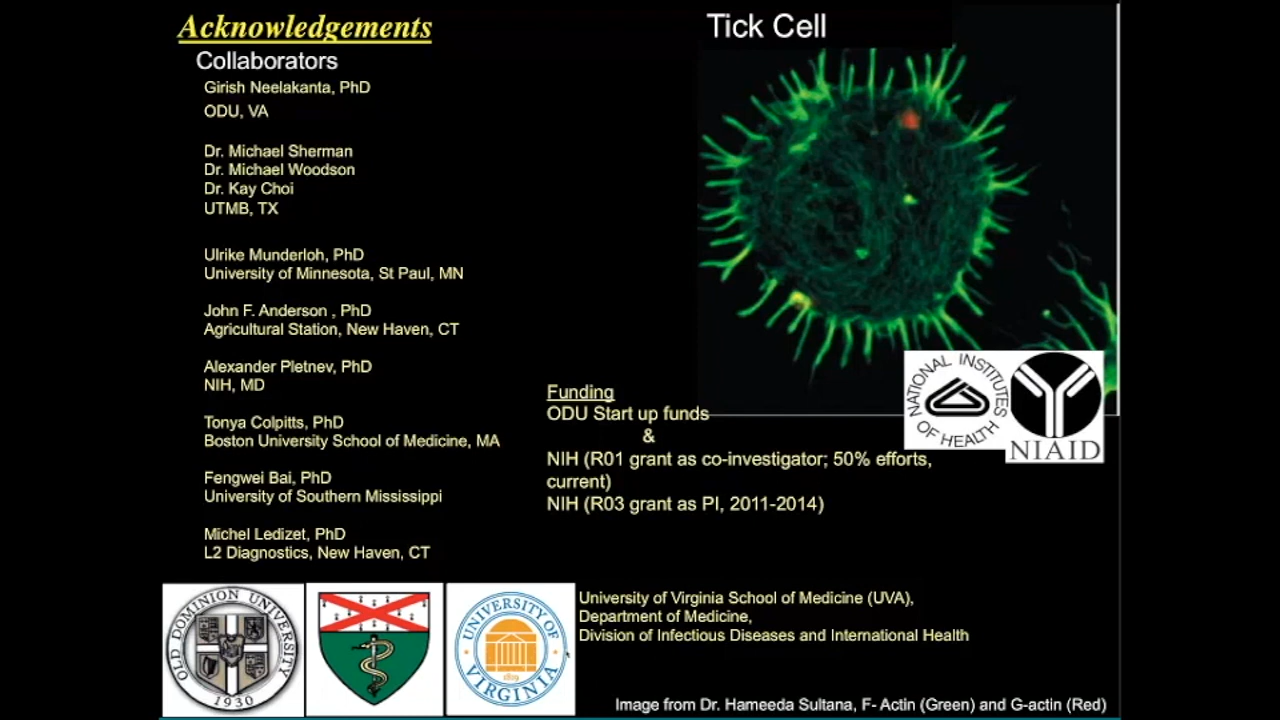 Acknowledgements
Collaborators
Girish Neelakanta, PhD
ODU, VA
Dr. Michael Sherman
Dr. Michael Woodson
Dr. Kay Choi
UTMB, TX
Ulrike Munderloh, PhD
University of Minnesota, St Paul, MN
John F. Anderson , PhD
Agricultural Station, New Haven, CT
Alexander Pletnev, PhD
NIH, MD
Tonya Colpitts, PhD
Boston University School of Medicine, MA
Fengwei Bai, PhD
University of Southern Mississippi
Michel Ledizet, PhD
L2 Diagnostics, New Haven, CT
Tick Cell
NATIONAL INSTITUTES
OF HEALTH
NIAID
Funding
ODU Start up funds
&
NIH (R01 grant as co-investigator; 50% efforts,
current)
NIH (R03 grant as PI, 2011-2014)
OLD DOMINION UNIVERSITY
1930
UNIVERSITY OF
VIRGINIA
1819
University of Virginia School of Medicine (UVA),
Department of Medicine,
Division of Infectious Diseases and International Health
Image from Dr. Hameeda Sultana, F- Actin (Green) and G-actin (Red)